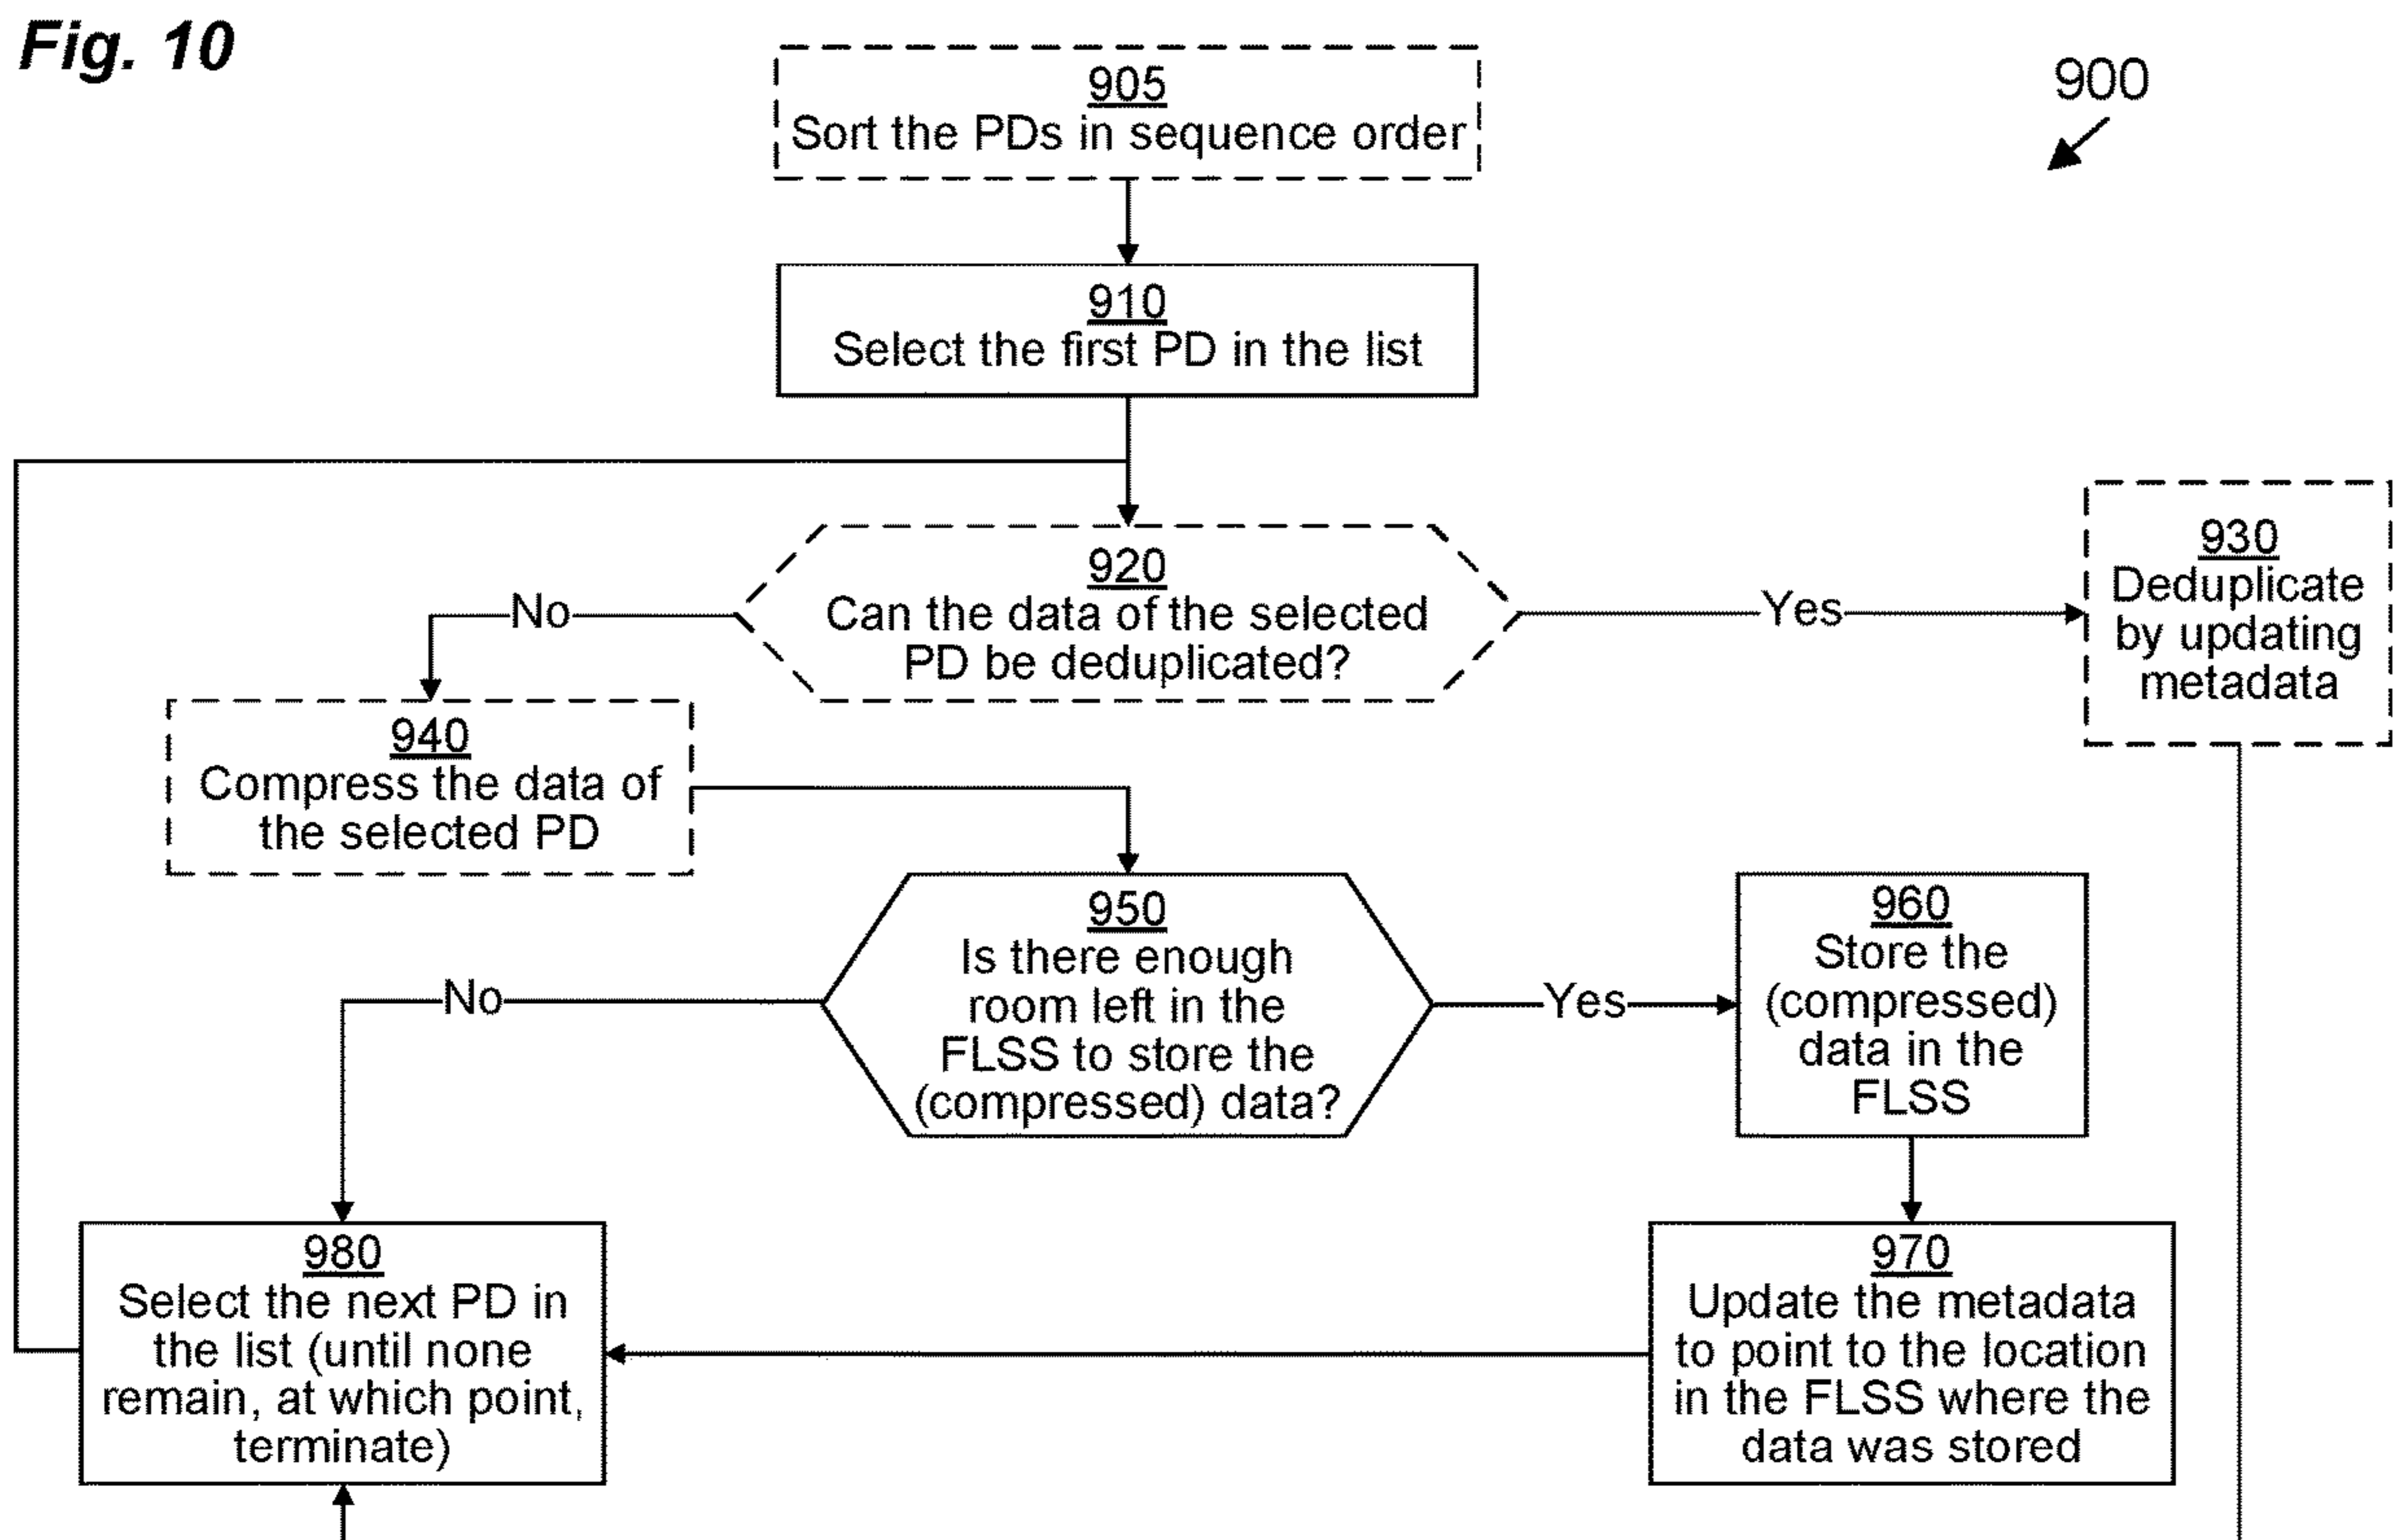 Fig. 10
900
905
Sort the PDs in sequence order
910
Select the first PD in the list
920
Can the data of the selected
PD be deduplicated?
No
Yes
930
Deduplicate
by updating
metadata
940
Compress the data of
the selected PD
950
Is there enough
room left in the
FLSS to store the
(compressed) data?
No
Yes
960
Store the
(compressed)
data in the
FLSS
970
Update the metadata
to point to the location
in the FLSS where the
data was stored
980
Select the next PD in
the list (until none
remain, at which point,
terminate)